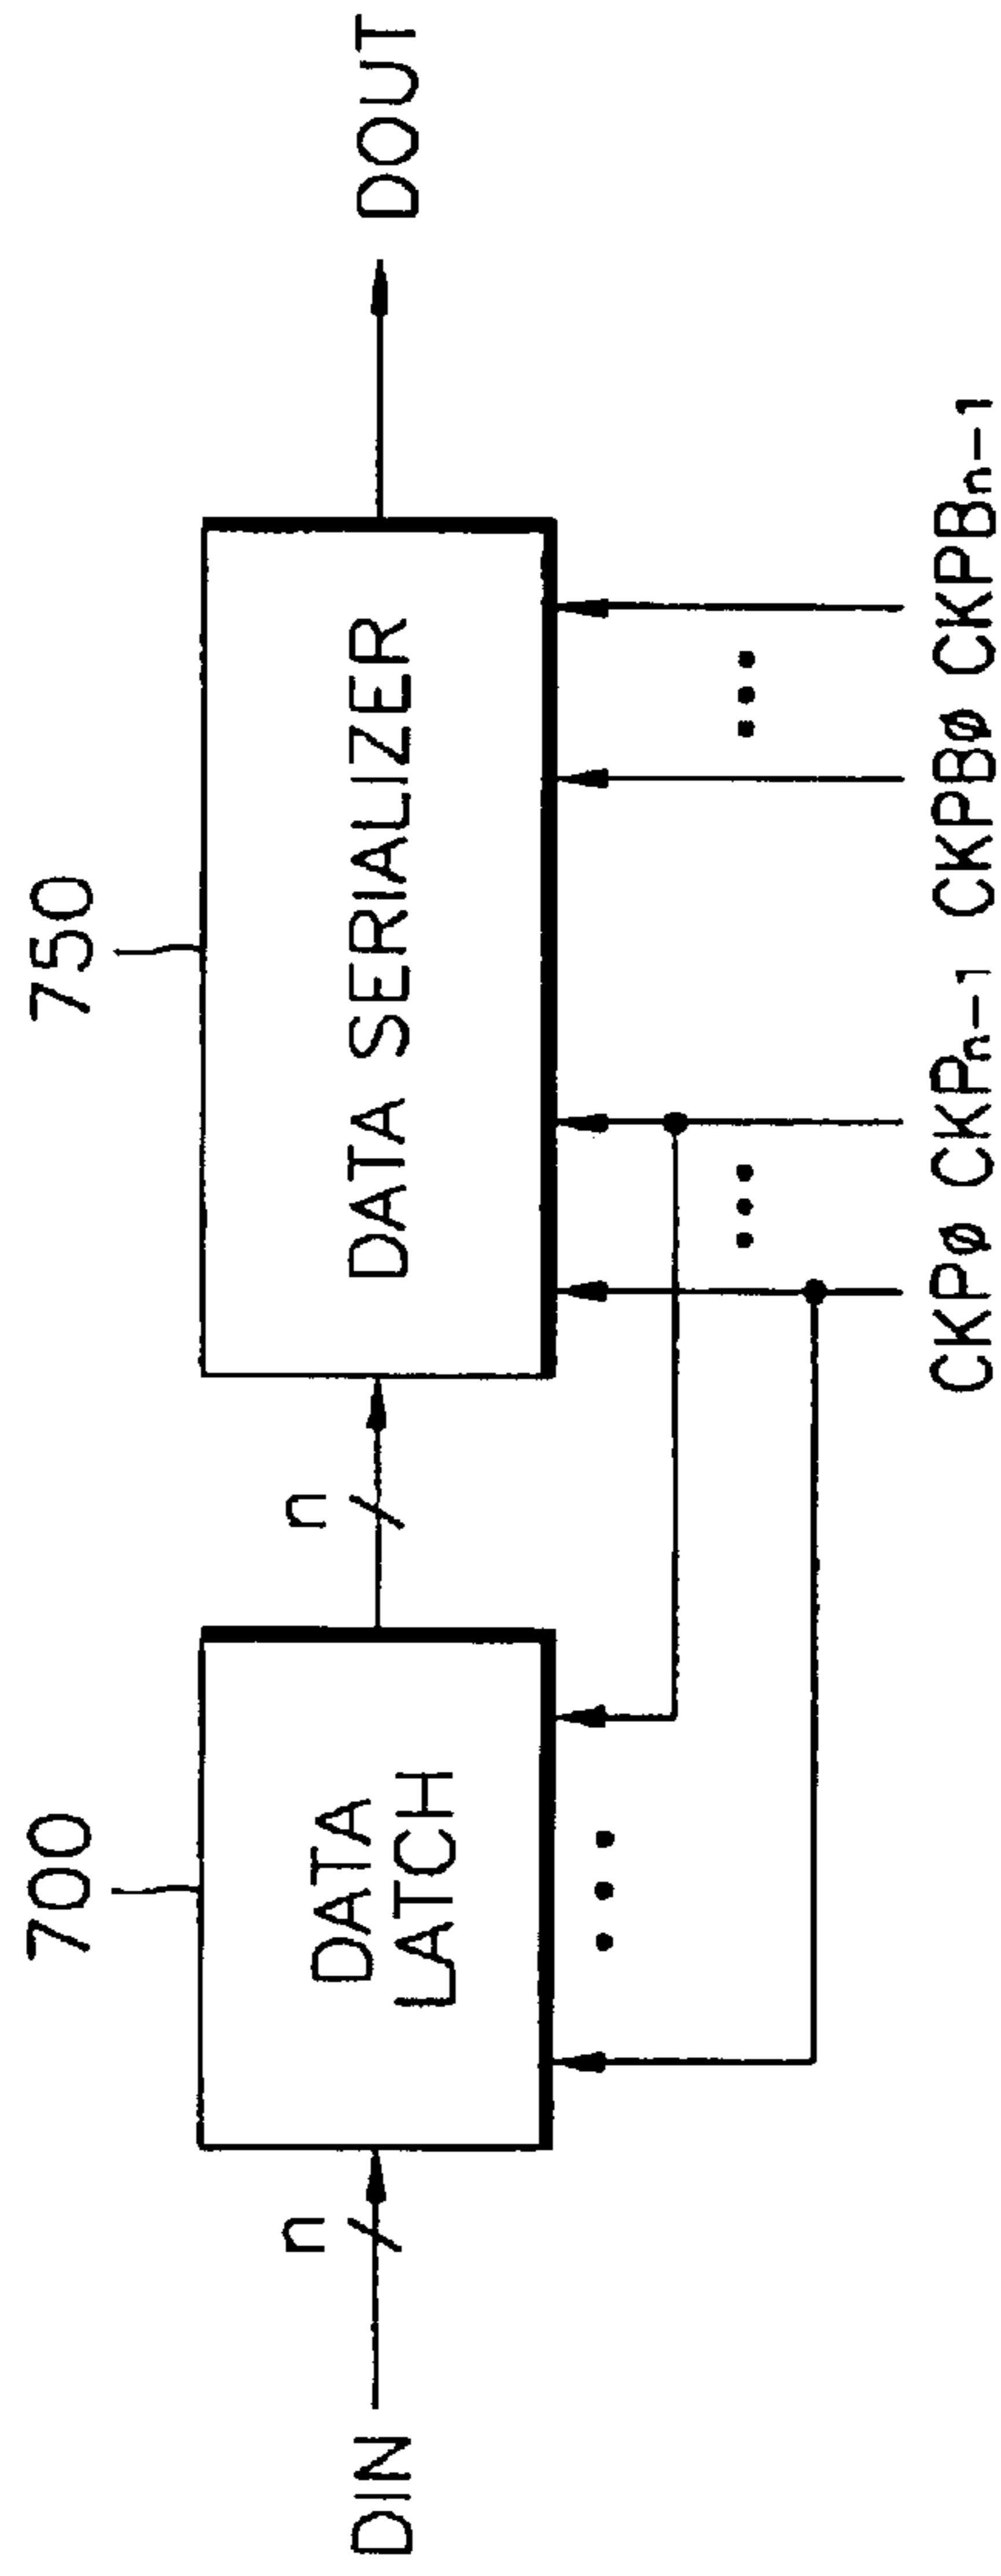 700
750
DIN
n
DATA
LATCH
n
DATA SERIALIZER
DOUT
CKPø CKPn-1 CKPBø CKPBn-1